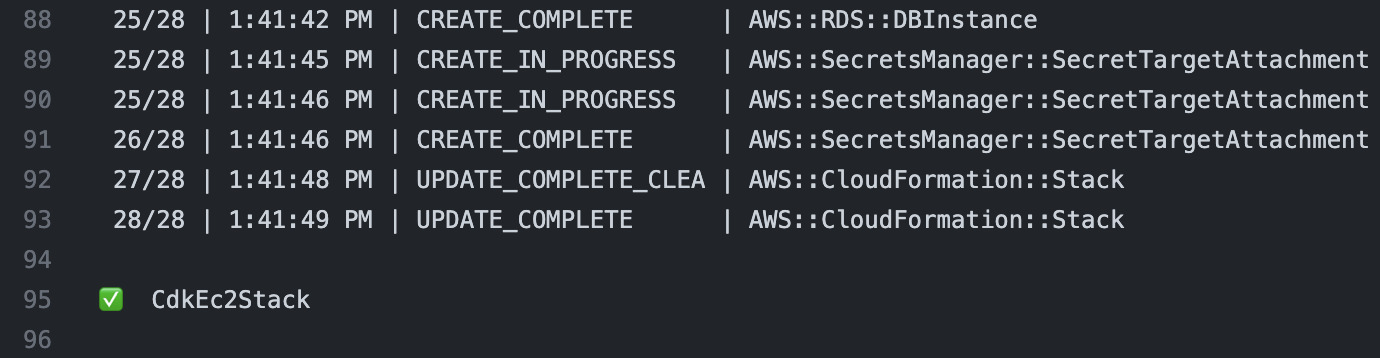 88 25/28 | 1:41:42 PM | CREATE_COMPLETE | AWS::RDS::DBInstance
89 25/28 | 1:41:45 PM | CREATE_IN_PROGRESS | AWS::SecretsManager::SecretTargetAttachment
90 25/28 | 1:41:46 PM | CREATE_IN_PROGRESS | AWS::SecretsManager::SecretTargetAttachment
91 26/28 | 1:41:46 PM | CREATE_COMPLETE | AWS::SecretsManager::SecretTargetAttachment
92 27/28 | 1:41:48 PM | UPDATE_COMPLETE_CLEA | AWS::CloudFormation::Stack
93 28/28 | 1:41:49 PM | UPDATE_COMPLETE | AWS::CloudFormation::Stack
94
95 ✅ CdkEc2Stack
96